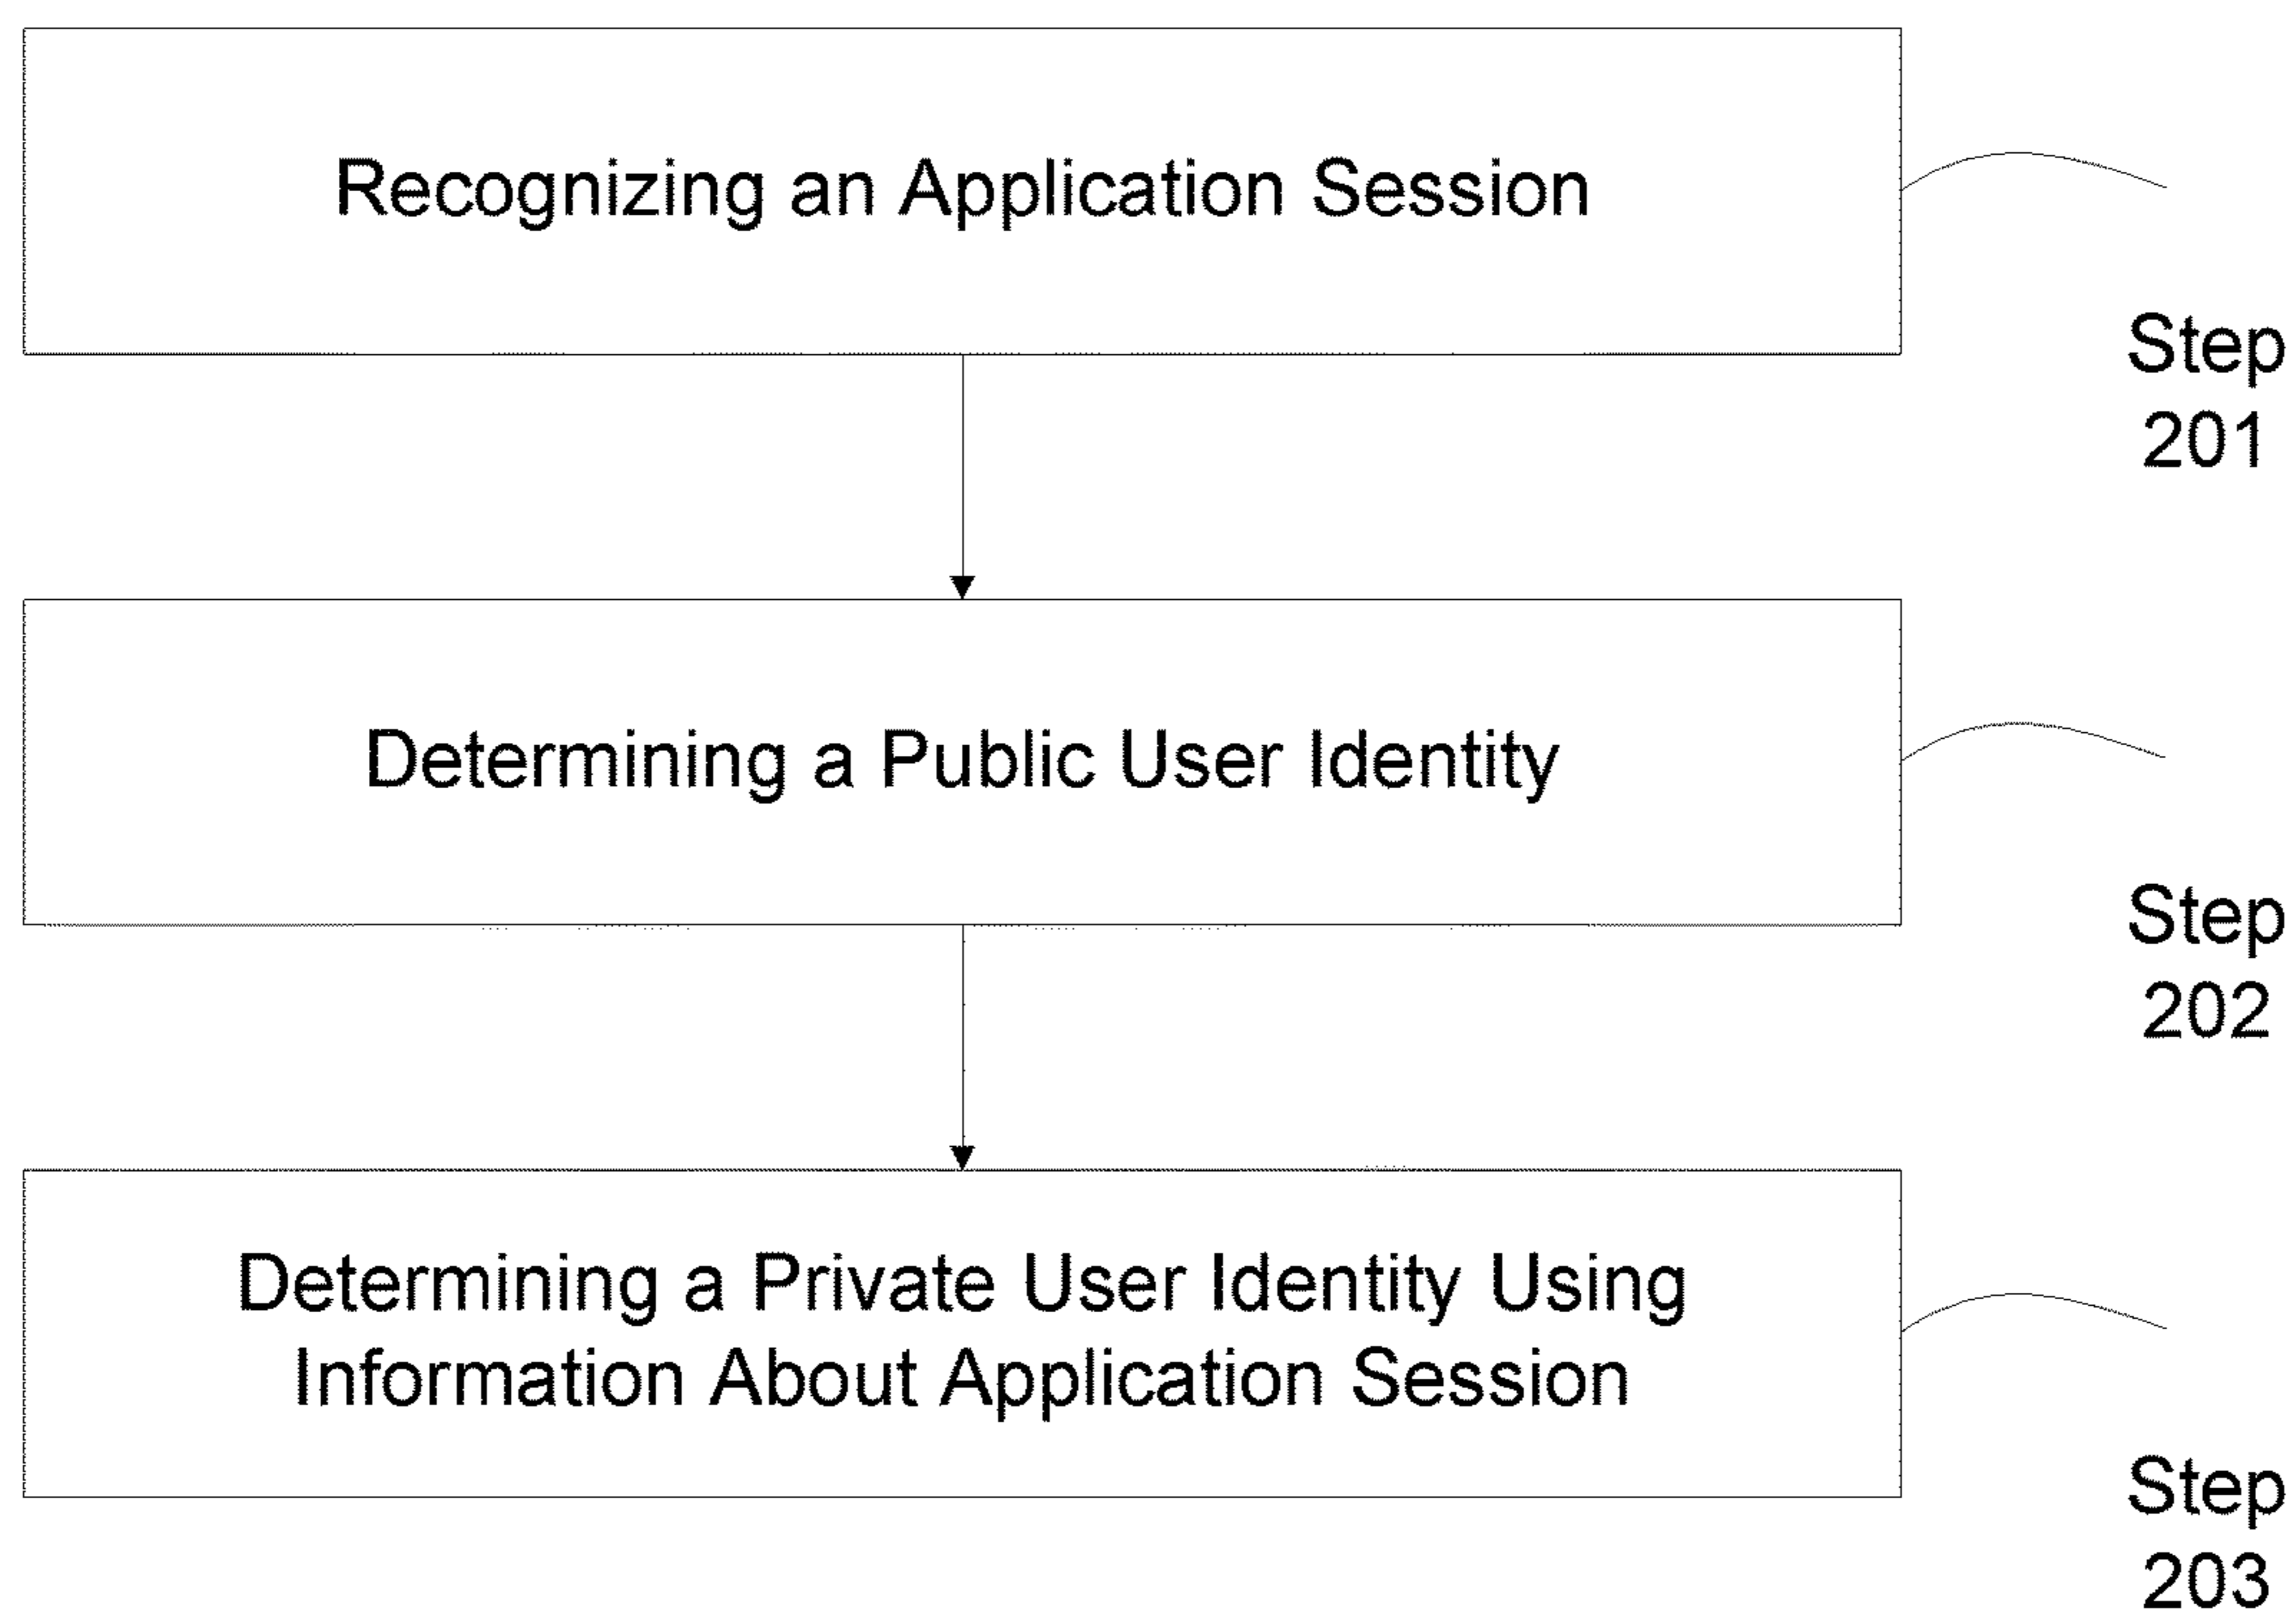 Recognizing an Application Session
Step
201
Determining a Public User Identity
Step
202
Determining a Private User Identity Using
Information About Application Session
Step
203